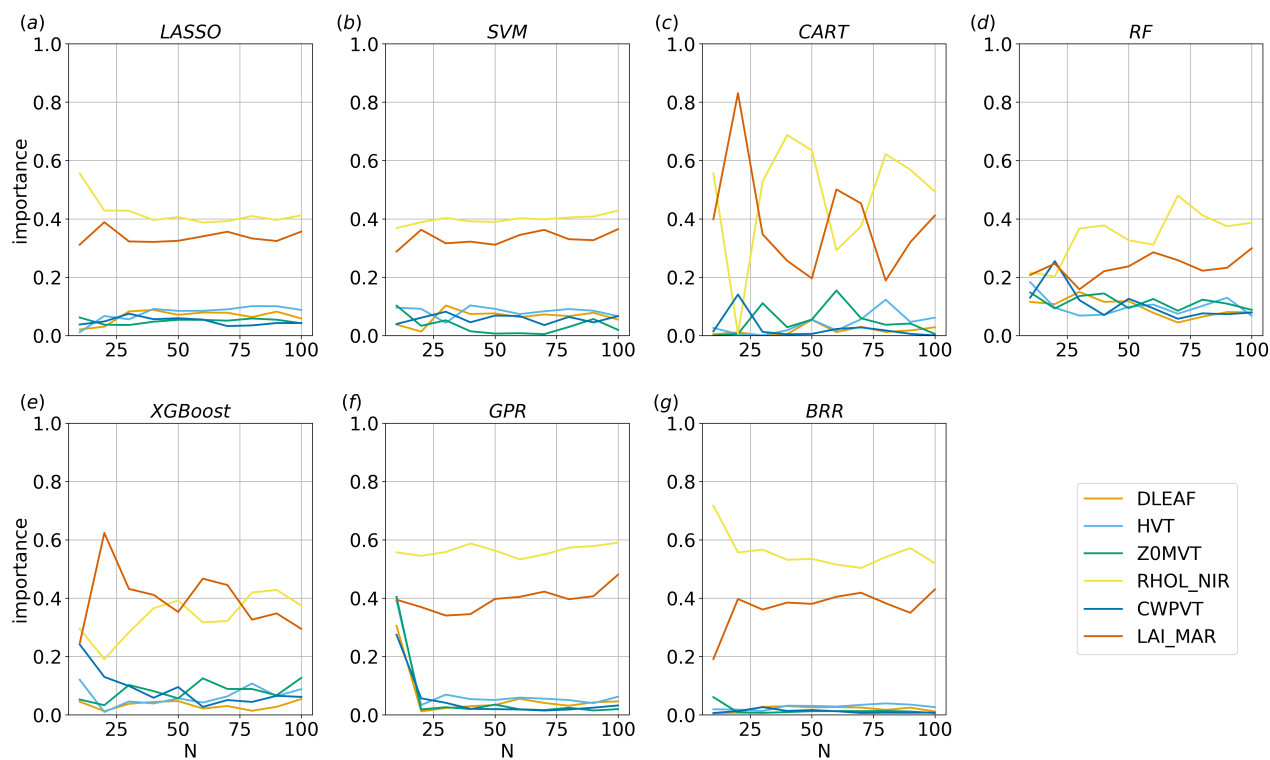 (a) LASSO
(b) SVM
(c) CART
(d) RF
importance
1.0
0.8
0.6
0.4
0.2
0.0
25 50 75 100
1.0
0.8
0.6
0.4
0.2
0.0
25 50 75 100
1.0
0.8
0.6
0.4
0.2
0.0
25 50 75 100
1.0
0.8
0.6
0.4
0.2
0.0
25 50 75 100
(e) XGBoost
(f) GPR
(g) BRR
importance
1.0
0.8
0.6
0.4
0.2
0.0
25 50 75 100
N
1.0
0.8
0.6
0.4
0.2
0.0
25 50 75 100
N
1.0
0.8
0.6
0.4
0.2
0.0
25 50 75 100
N
DLEAF
HVT
Z0MVT
RHOL_NIR
CWPVT
LAI_MAR